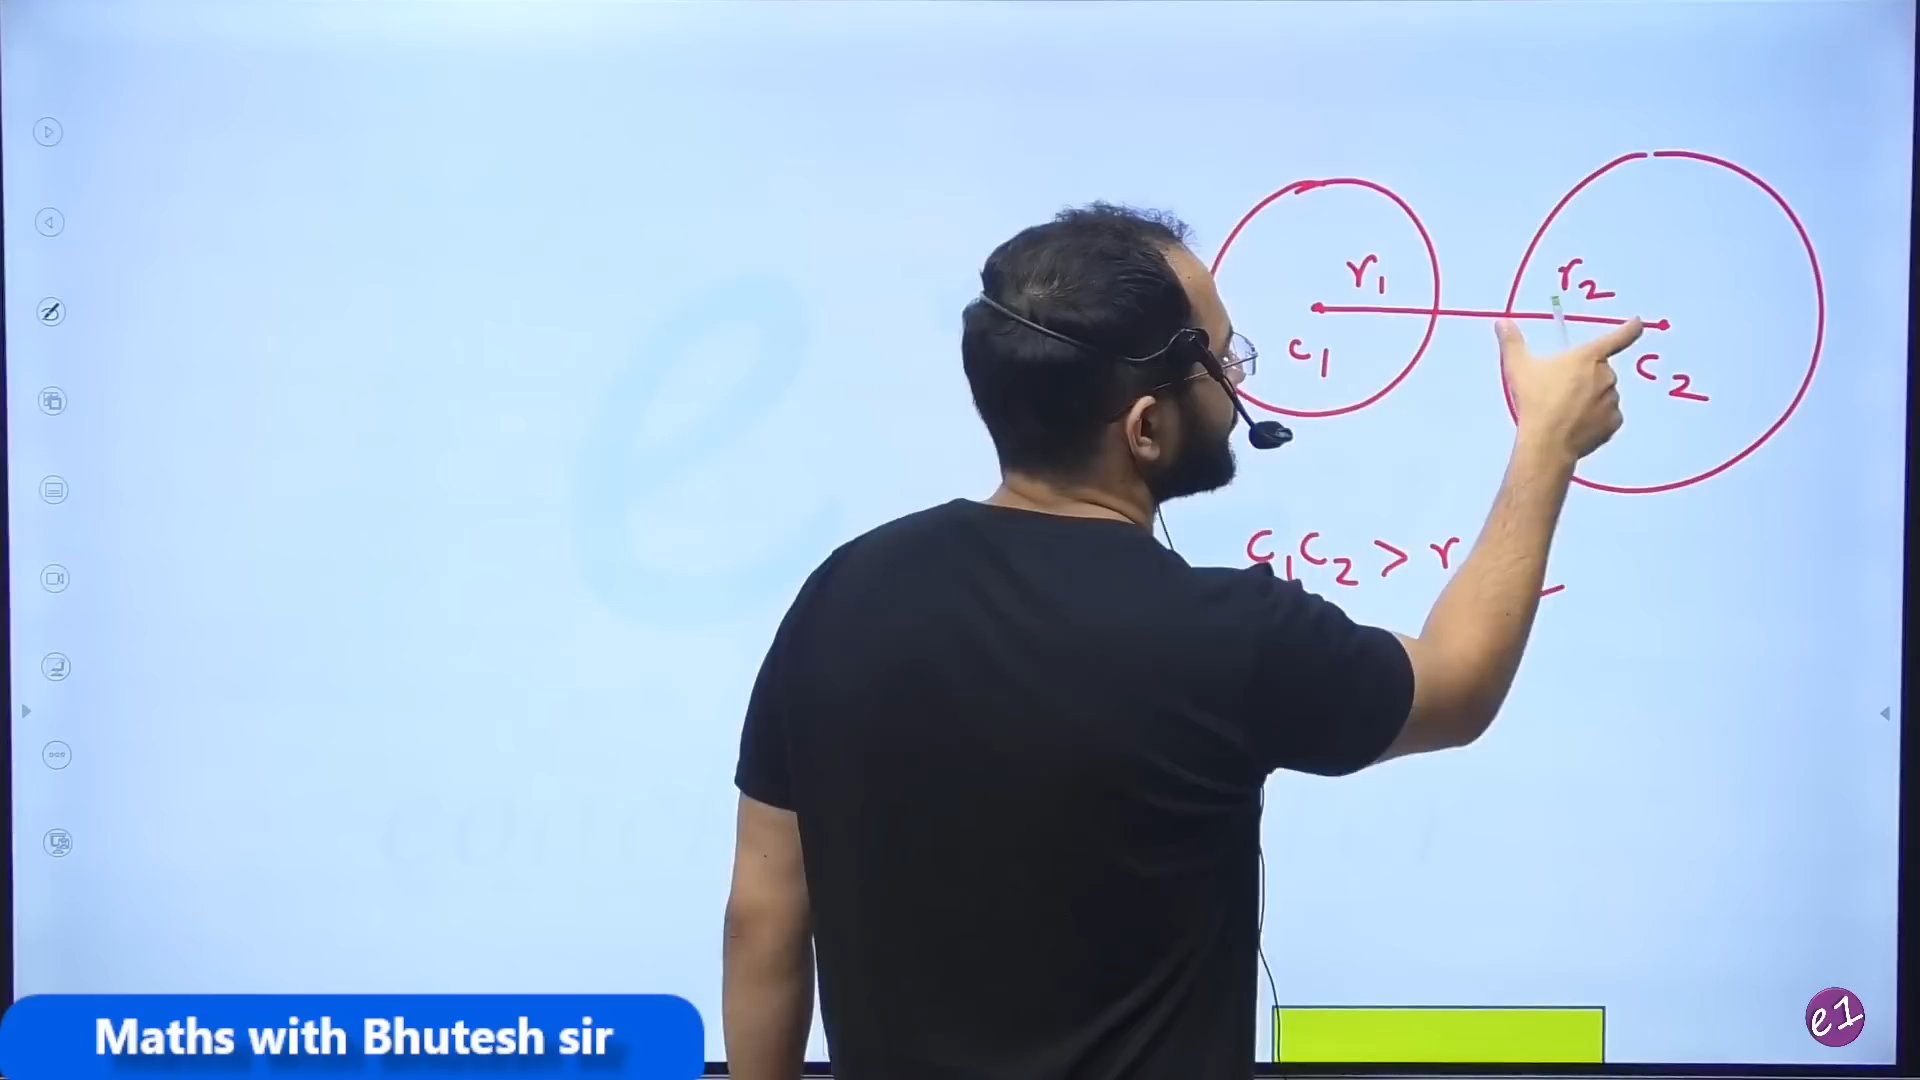 r₁
r₂
c₁
c₂
C₁C₂ > r
Maths with Bhutesh sir
e1